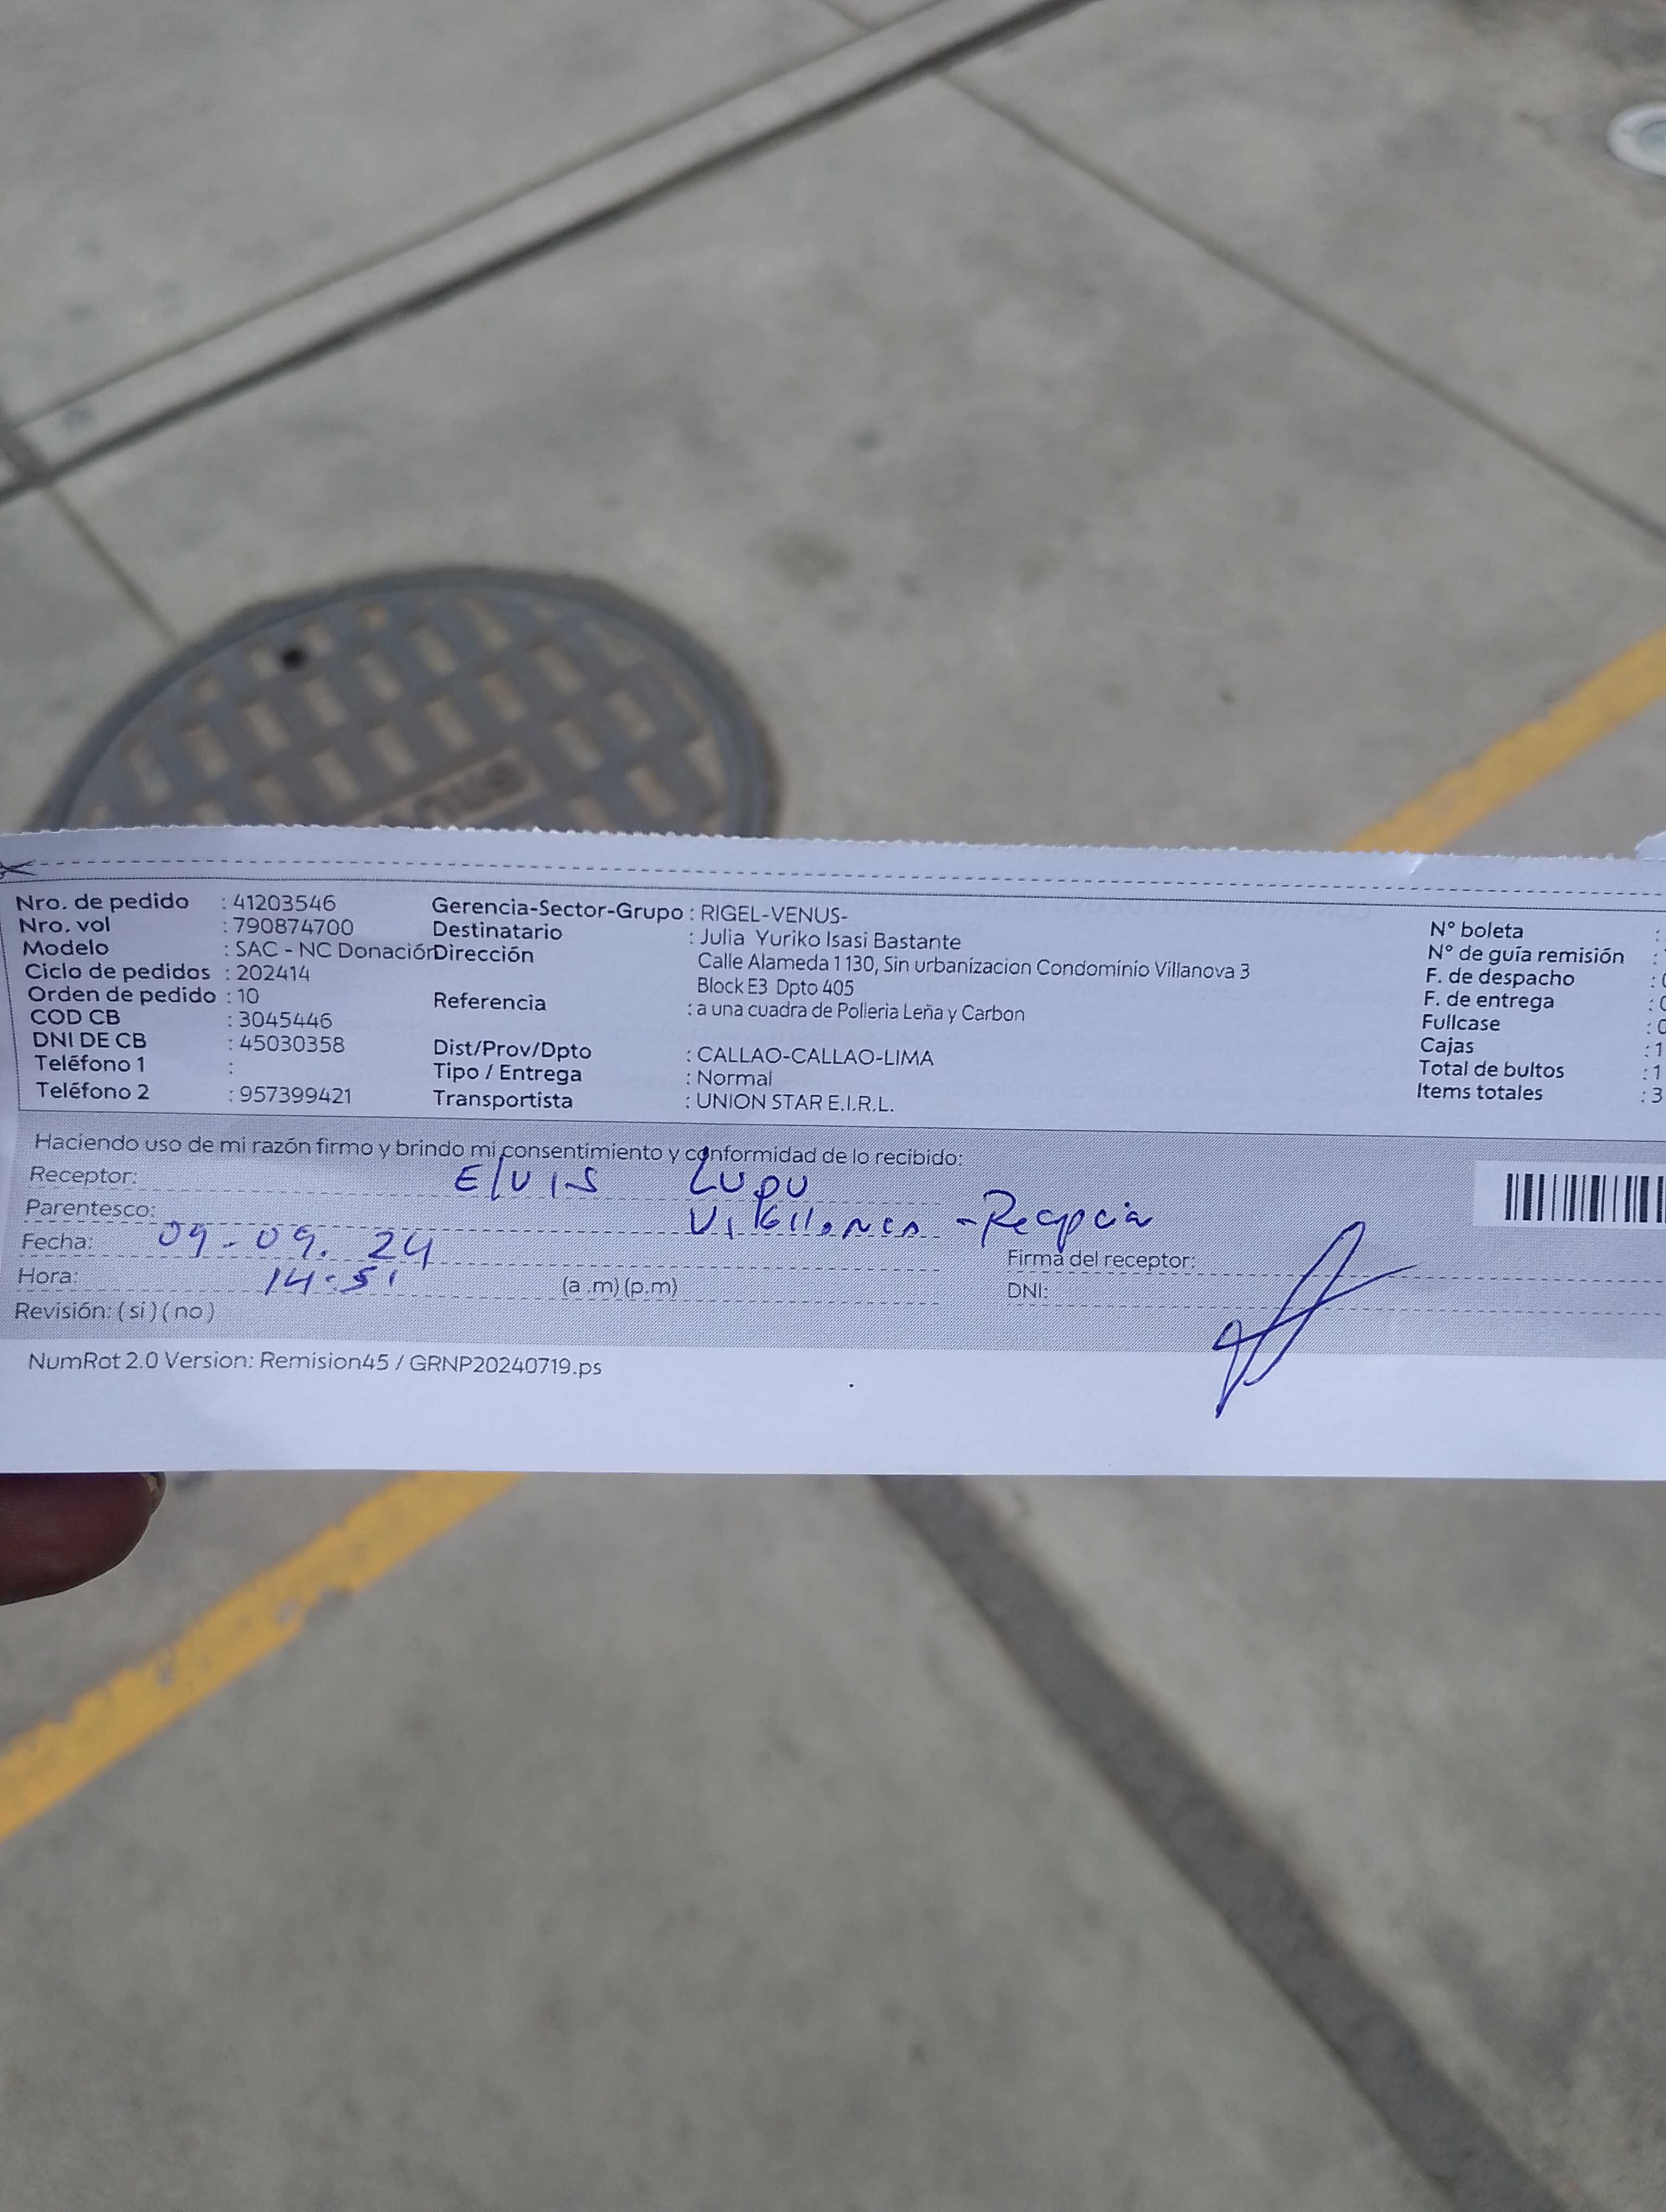 Nro. de pedido : 41203546
Nro. vol : 790874700
Modelo : SAC - NC Donación
Ciclo de pedidos : 202414
Orden de pedido : 10
COD CB : 3045446
DNI DE CB : 45030358
Teléfono 1 :
Teléfono 2 : 957399421
Gerencia-Sector-Grupo : RIGEL-VENUS-
Destinatario : Julia Yuriko Isasi Bastante
Dirección Calle Alameda 1 1130, Sin urbanizacion Condominio Villanova 3
Block E3 Dpto 405
Referencia : a una cuadra de Polleria Leña y Carbon
Dist/Prov/Dpto : CALLAO-CALLAO-LIMA
Tipo / Entrega : Normal
Transportista : UNION STAR E.I.R.L.
N° boleta :
N° de guía remisión :
F. de despacho :
F. de entrega :
Fullcase :
Cajas : 1
Total de bultos : 1
Items totales : 3
Haciendo uso de mi razón firmo y brindo mi consentimiento y conformidad de lo recibido:
Receptor: Elvis Lupu
Parentesco: - Recepcia
Fecha: 09-09.24
Hora: 14:51 (a .m) (p.m)
Revisión: ( si ) ( no )
Firma del receptor:
DNI:
NumRot 2.0 Version: Remision45 / GRNP20240719.ps